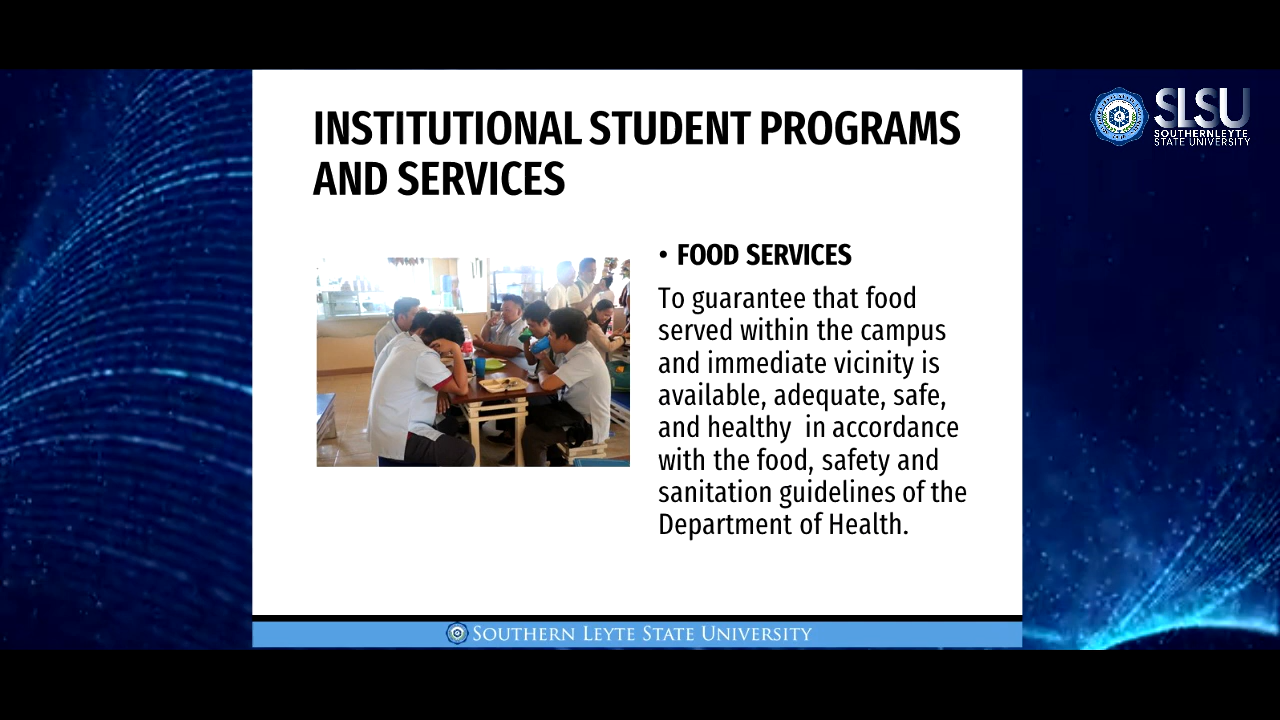 INSTITUTIONAL STUDENT PROGRAMS
AND SERVICES
SLSU
SOUTHERN LEYTE
STATE UNIVERSITY
• FOOD SERVICES
To guarantee that food
served within the campus
and immediate vicinity is
available, adequate, safe,
and healthy  in accordance
with the food, safety and
sanitation guidelines of the
Department of Health.
SOUTHERN LEYTE STATE UNIVERSITY